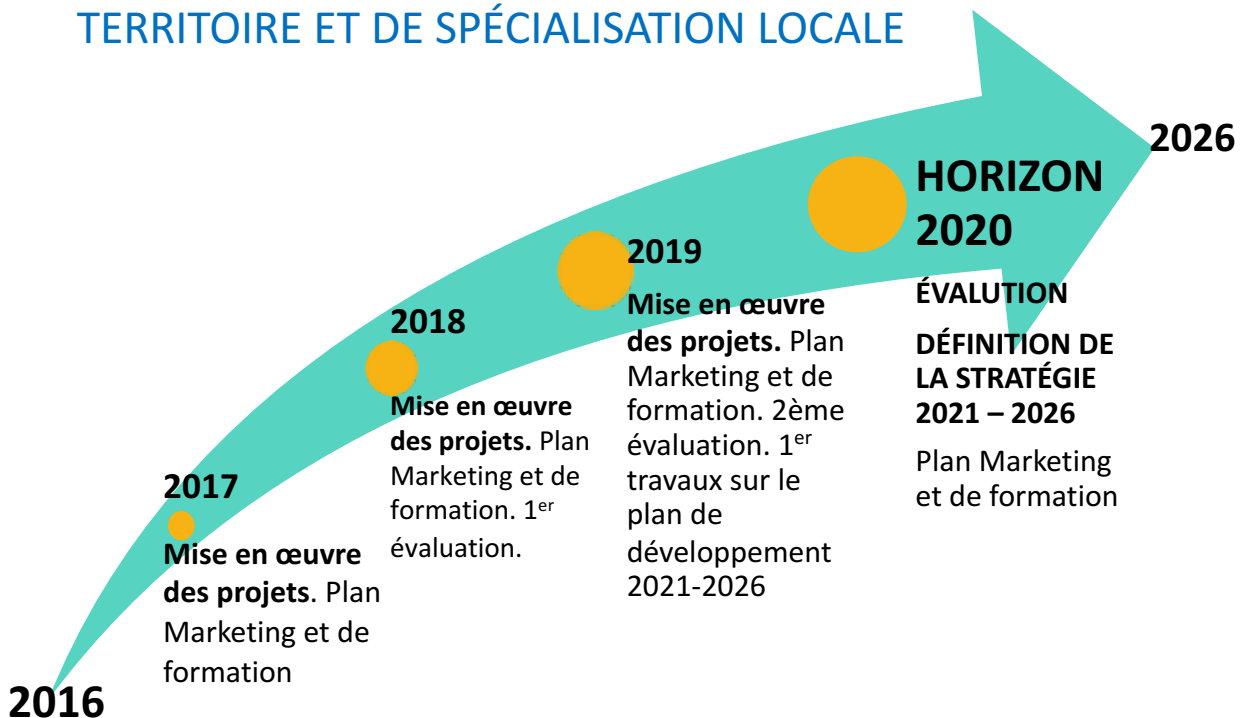 TERRITOIRE ET DE SPÉCIALISATION LOCALE
2016
2017
Mise en œuvre
des projets. Plan
Marketing et de
formation
2018
Mise en œuvre
des projets. Plan
Marketing et de
formation. 1er
évaluation.
2019
Mise en œuvre
des projets. Plan
Marketing et de
formation. 2ème
évaluation. 1er
travaux sur le
plan de
développement
2021-2026
HORIZON
2020
ÉVALUTION
DÉFINITION DE
LA STRATÉGIE
2021 – 2026
Plan Marketing
et de formation
2026